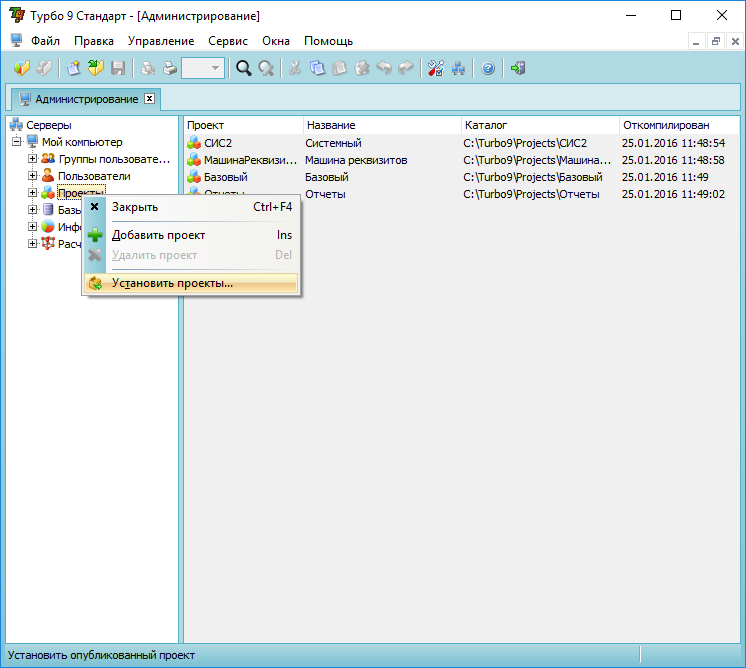 Турбо 9 Стандарт - [Администрирование]
Файл Правка Управление Сервис Окна Помощь
Администрирование
Серверы
Мой компьютер
Группы пользовате...
Пользователи
Проекты
Базы
Инфо
Расч
Закрыть Ctrl+F4
Добавить проект Ins
Удалить проект Del
Установить проекты...
Проект Название Каталог Откомпилирован
СИС2 Системный C:\Turbo9\Projects\СИС2 25.01.2016 11:48:54
МашинаРеквизи... Машина реквизитов C:\Turbo9\Projects\Машина... 25.01.2016 11:48:58
Базовый Базовый C:\Turbo9\Projects\Базовый 25.01.2016 11:49
Отчеты Отчеты C:\Turbo9\Projects\Отчеты 25.01.2016 11:49:02
Установить опубликованный проект